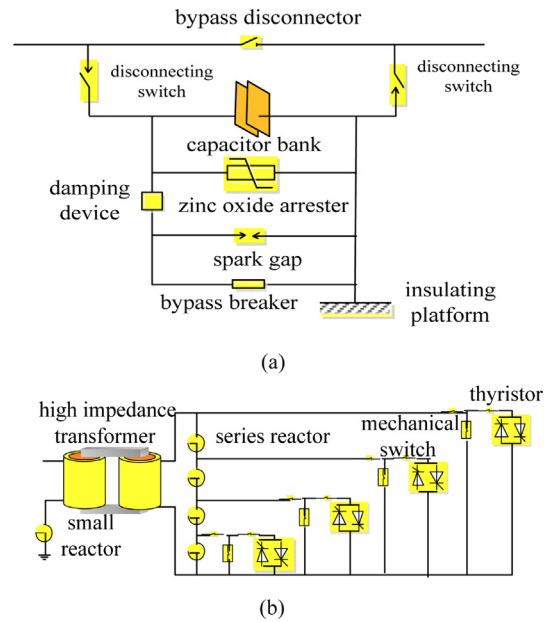 bypass disconnector
disconnecting
switch
disconnecting
switch
capacitor bank
damping
device
zinc oxide arrester
spark gap
bypass breaker
insulating
platform
(a)
thyristor
high impedance
transformer
series reactor
mechanical
switch
small
reactor
(b)